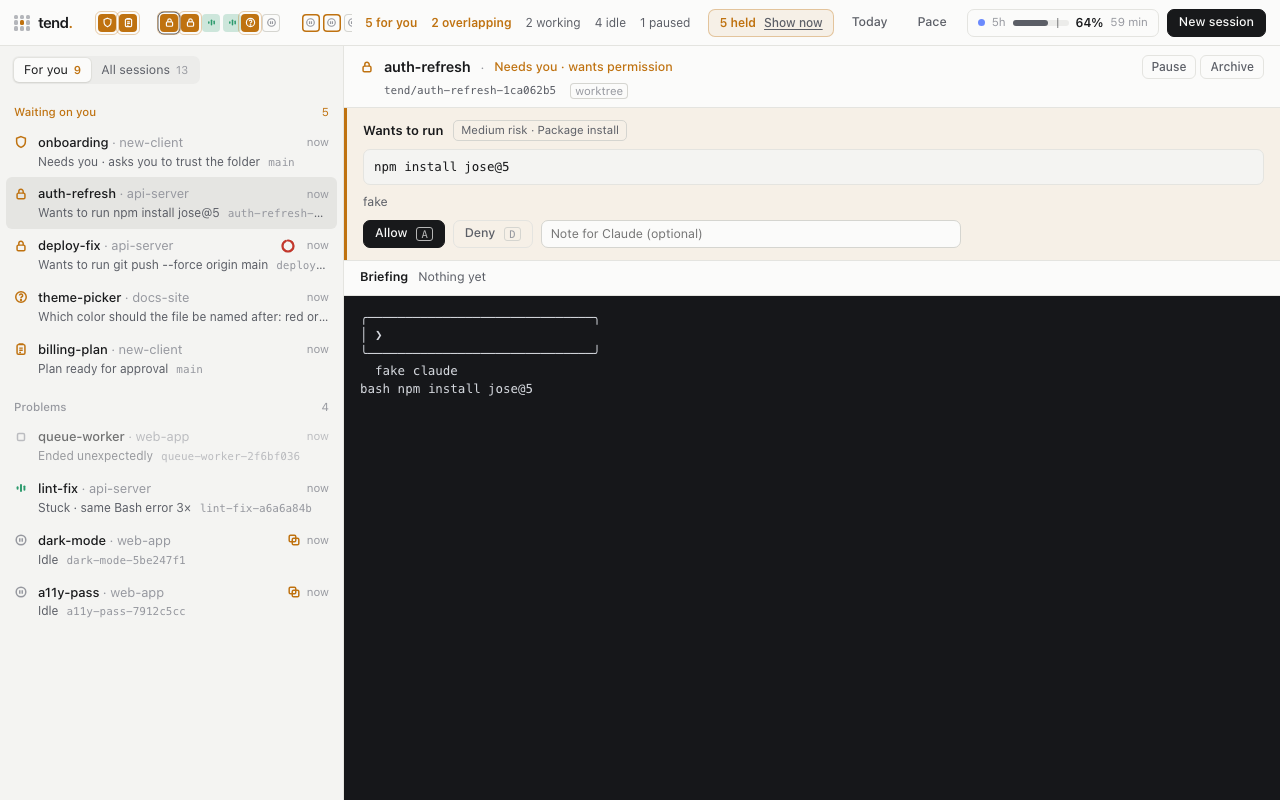 tend.
5 for you 2 overlapping 2 working 4 idle 1 paused
5 held Show now
Today
Pace
5h 64% 59 min
New session
For you 9
All sessions 13
Waiting on you 5
onboarding · new-client now
Needs you · asks you to trust the folder main
auth-refresh · api-server now
Wants to run npm install jose@5 auth-refresh-…
deploy-fix · api-server now
Wants to run git push --force origin main deploy…
theme-picker · docs-site now
Which color should the file be named after: red or…
billing-plan · new-client now
Plan ready for approval main
Problems 4
queue-worker · web-app now
Ended unexpectedly queue-worker-2f6bf036
lint-fix · api-server now
Stuck · same Bash error 3× lint-fix-a6a6a84b
dark-mode · web-app now
Idle dark-mode-5be247f1
a11y-pass · web-app now
Idle a11y-pass-7912c5cc
auth-refresh · Needs you · wants permission
Pause
Archive
tend/auth-refresh-1ca062b5 worktree
Wants to run Medium risk · Package install
npm install jose@5
fake
Allow A
Deny D
Note for Claude (optional)
Briefing Nothing yet
❯
fake claude
bash npm install jose@5